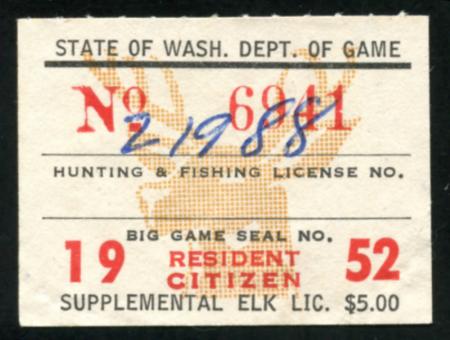 STATE OF WASH. DEPT. OF GAME
No 6941
21988
HUNTING & FISHING LICENSE NO.
BIG GAME SEAL NO.
19 RESIDENT CITIZEN 52
SUPPLEMENTAL ELK LIC. $5.00